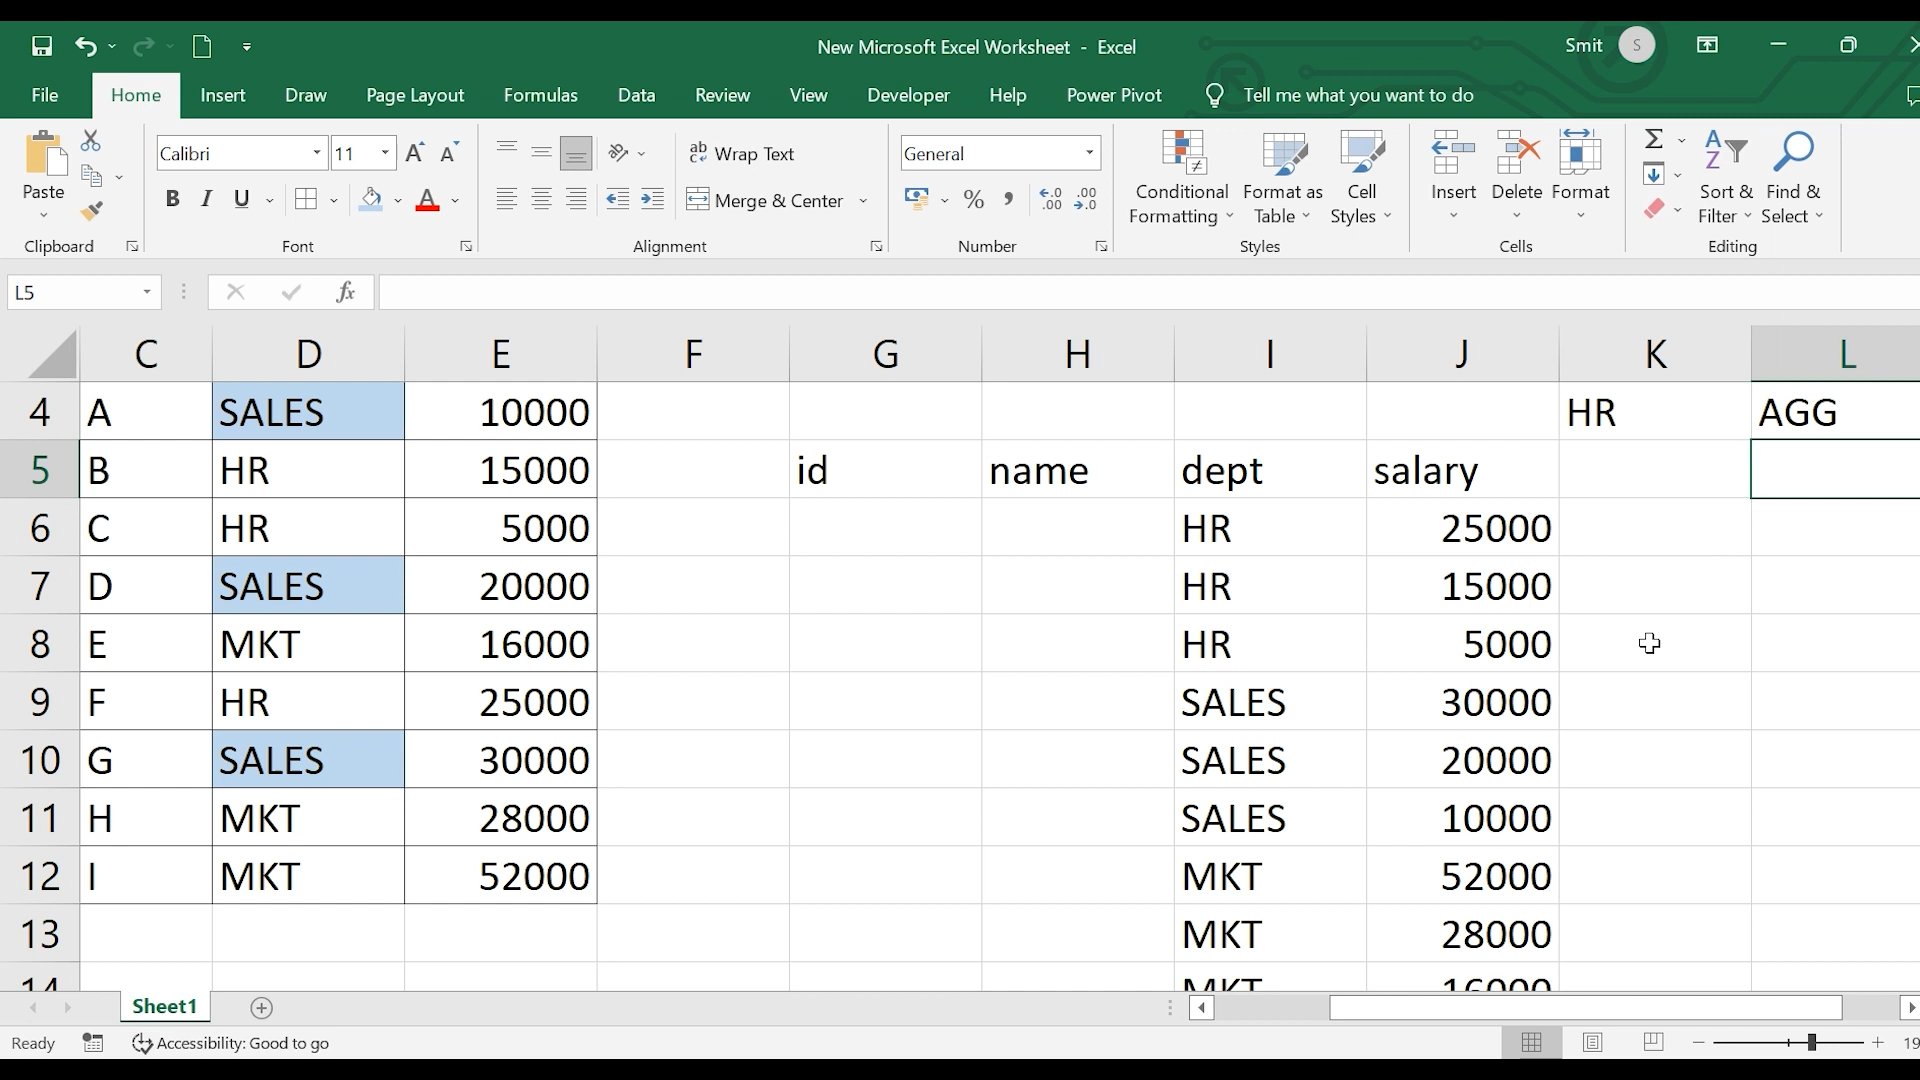 New Microsoft Excel Worksheet - Excel
Smit S
File Home Insert Draw Page Layout Formulas Data Review View Developer Help Power Pivot Tell me what you want to do
Paste
Clipboard
Calibri 11
B I U
Font
Wrap Text
Merge & Center
Alignment
General
% ,
Number
Conditional Formatting
Format as Table
Cell Styles
Styles
Insert Delete Format
Cells
Sort & Filter
Find & Select
Editing
L5 fx
C D E F G H I J K L
4 A SALES 10000 HR AGG
5 B HR 15000 id name dept salary
6 C HR 5000 HR 25000
7 D SALES 20000 HR 15000
8 E MKT 16000 HR 5000
9 F HR 25000 SALES 30000
10 G SALES 30000 SALES 20000
11 H MKT 28000 SALES 10000
12 I MKT 52000 MKT 52000
13 MKT 28000
14 MKT 16000
Sheet1
Ready Accessibility: Good to go